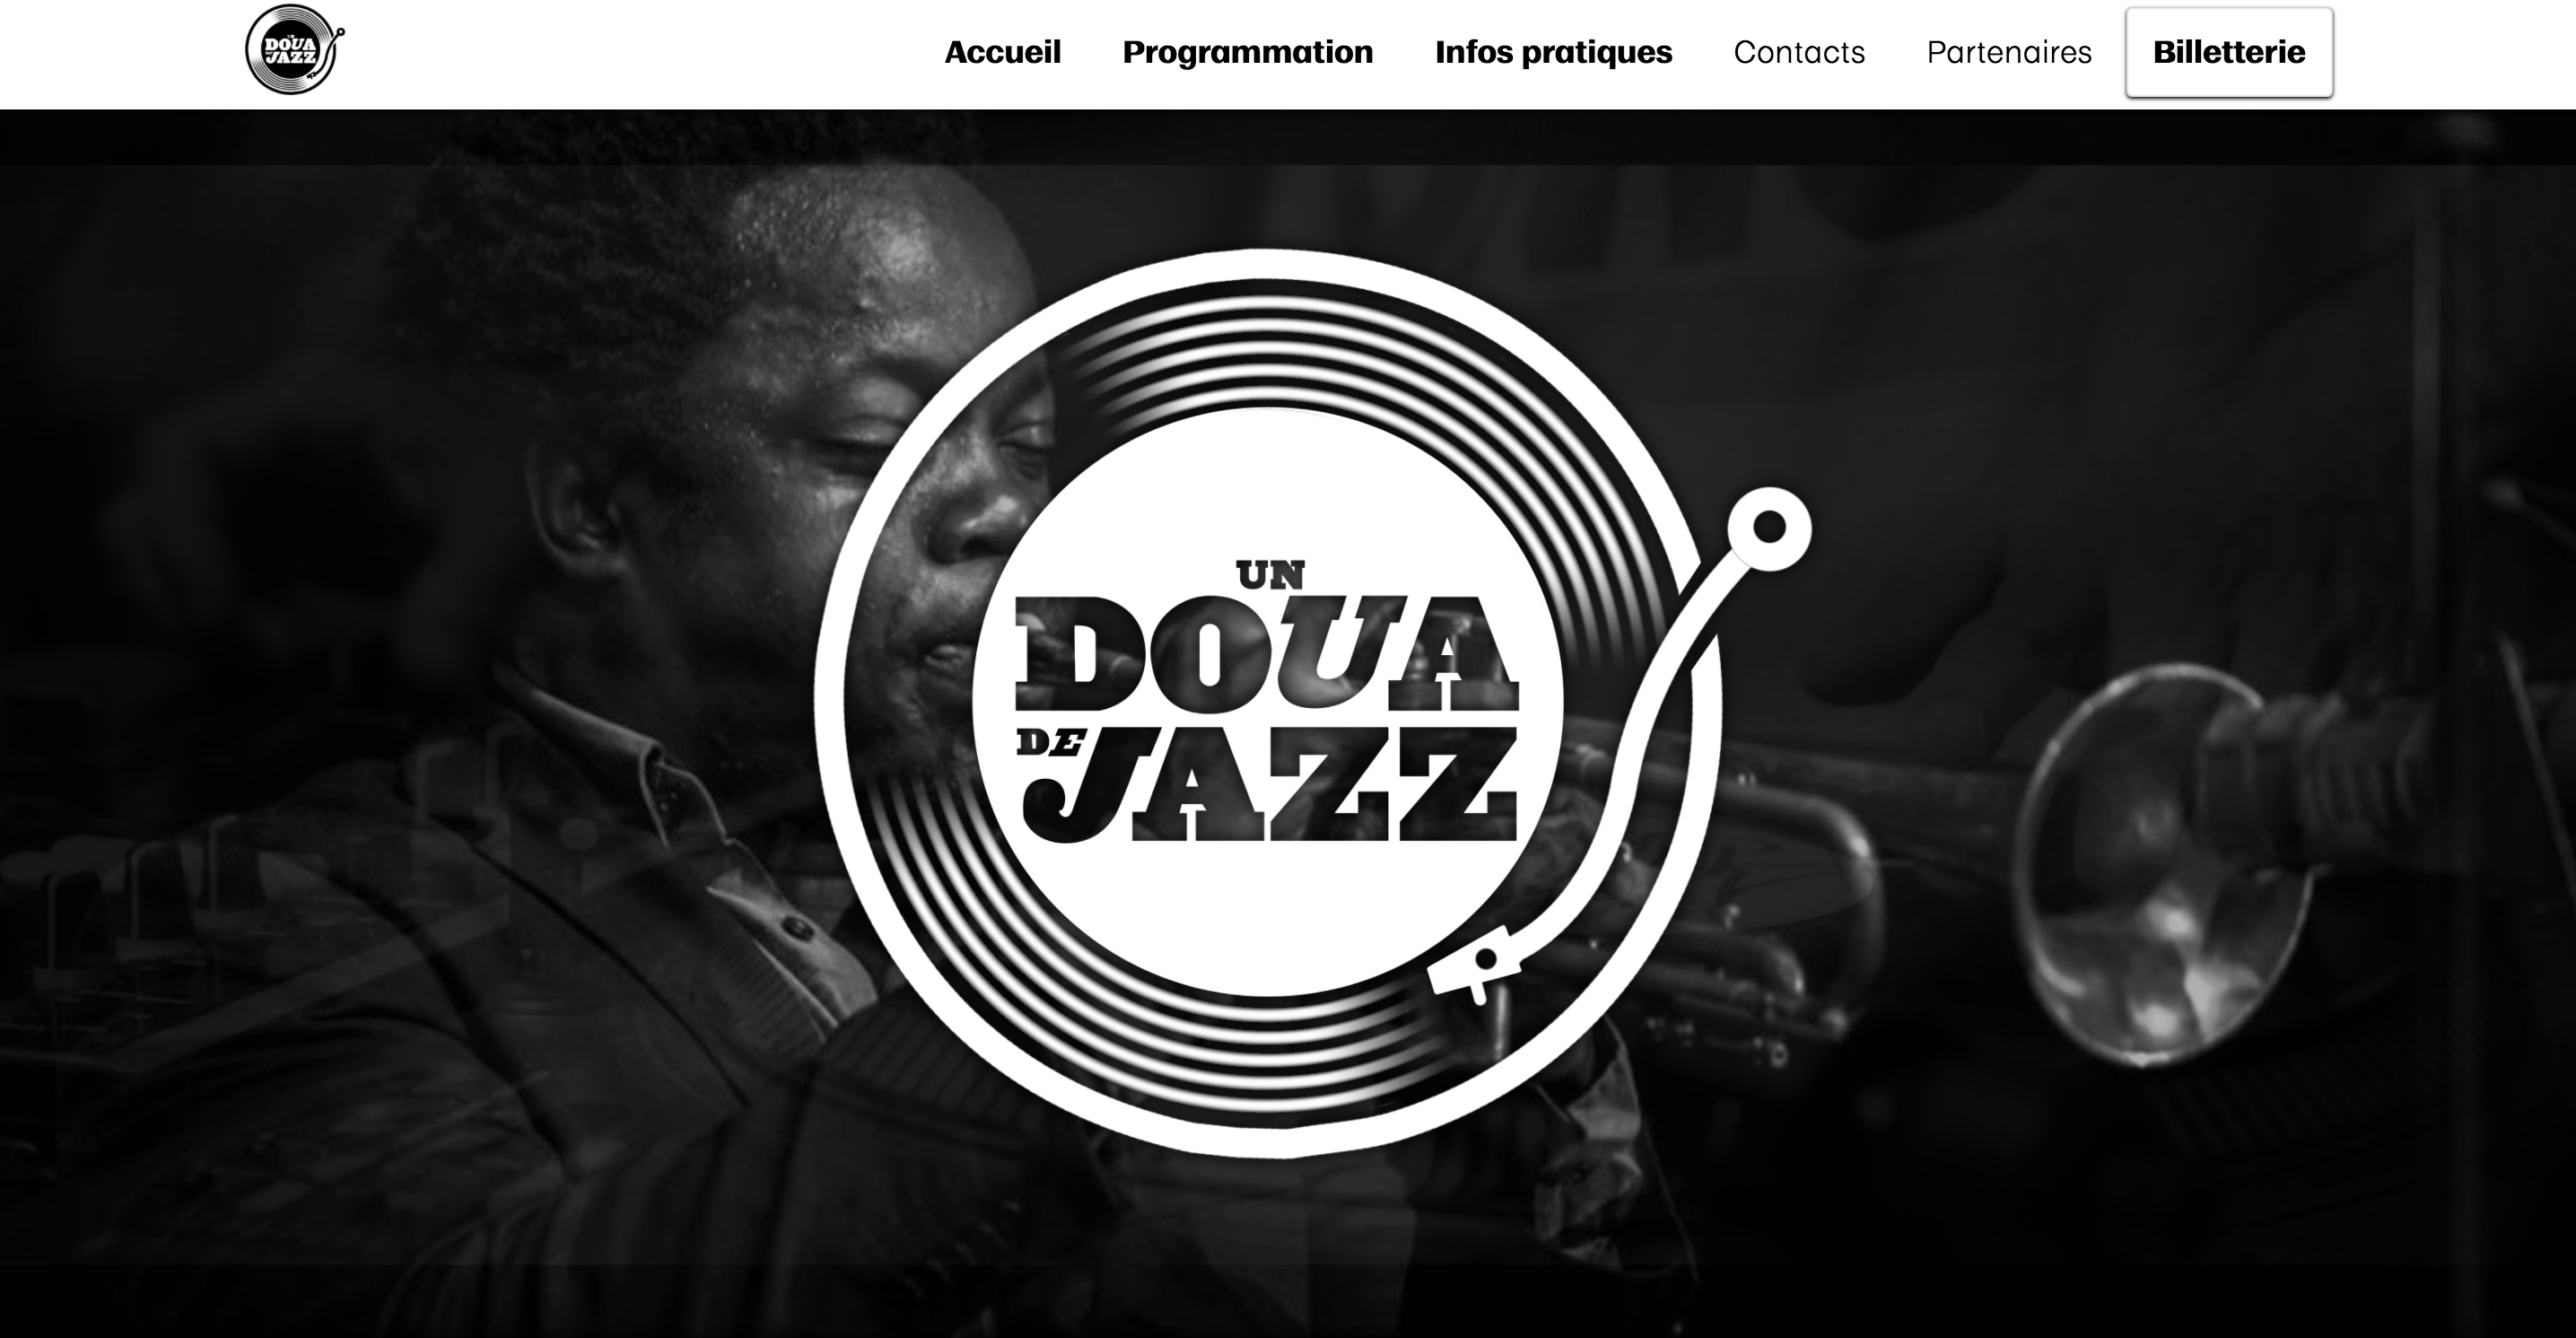 UN
DOUA
DE JAZZ
Accueil
Programmation
Infos pratiques
Contacts
Partenaires
Billetterie
UN
DOUA
DE JAZZ